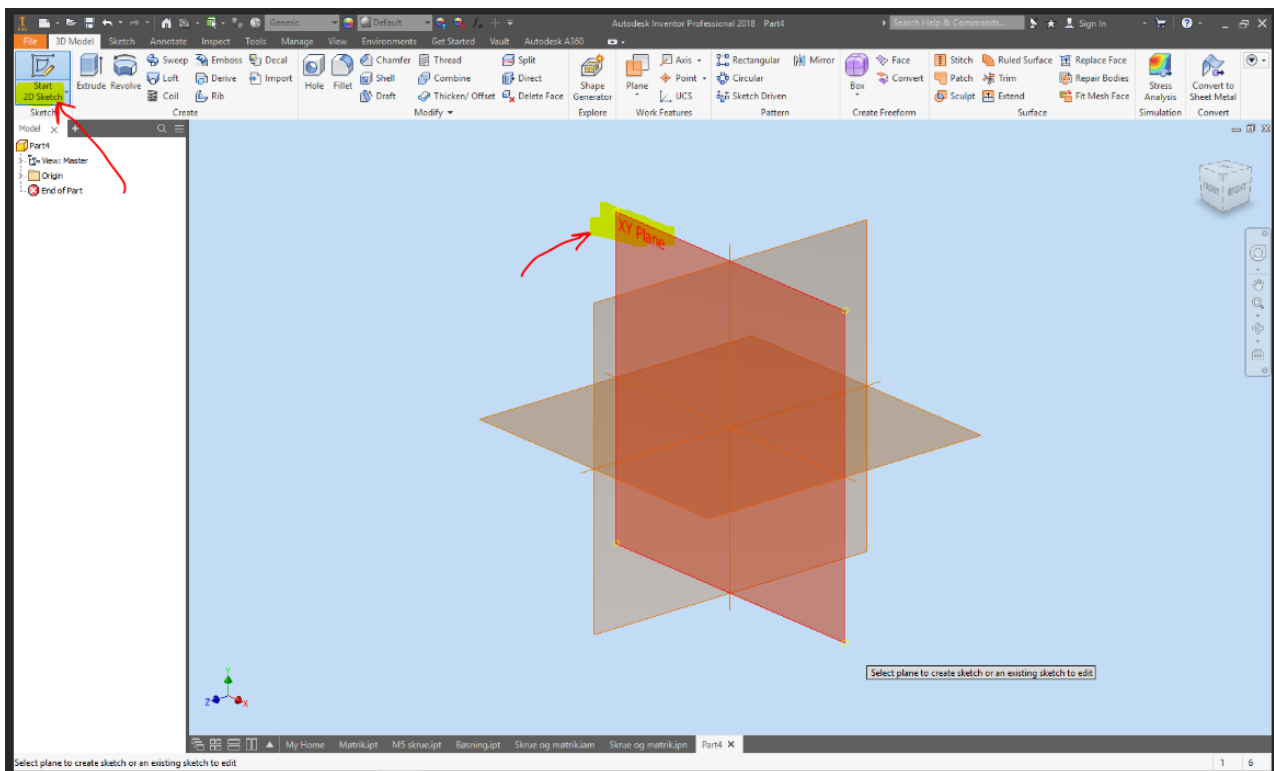 Generic Default Autodesk Inventor Professional 2018 Part4 Search Help & Commands... Sign In
File 3D Model Sketch Annotate Inspect Tools Manage View Environments Get Started Vault Autodesk A360
Start 2D Sketch
Extrude Revolve
Sweep Emboss Decal
Loft Derive Import
Coil Rib
Hole Fillet
Chamfer Thread Split
Shell Combine Direct
Draft Thicken/ Offset Delete Face
Shape Generator
Plane
Axis
Point
UCS
Rectangular Mirror
Circular
Sketch Driven
Box
Face
Convert
Stitch Ruled Surface Replace Face
Patch Trim Repair Bodies
Sculpt Extend Fit Mesh Face
Stress Analysis
Convert to Sheet Metal
Sketch Create Modify Explore Work Features Pattern Create Freeform Surface Simulation Convert
Model
Part4
View: Master
Origin
End of Part
XY Plane
FRONT RIGHT
Select plane to create sketch or an existing sketch to edit
Y
Z X
My Home Møtrik.ipt M5 skrue.ipt Bøsning.ipt Skrue og møtrik.iam Skrue og møtrik.ipn Part4
Select plane to create sketch or an existing sketch to edit 1 6